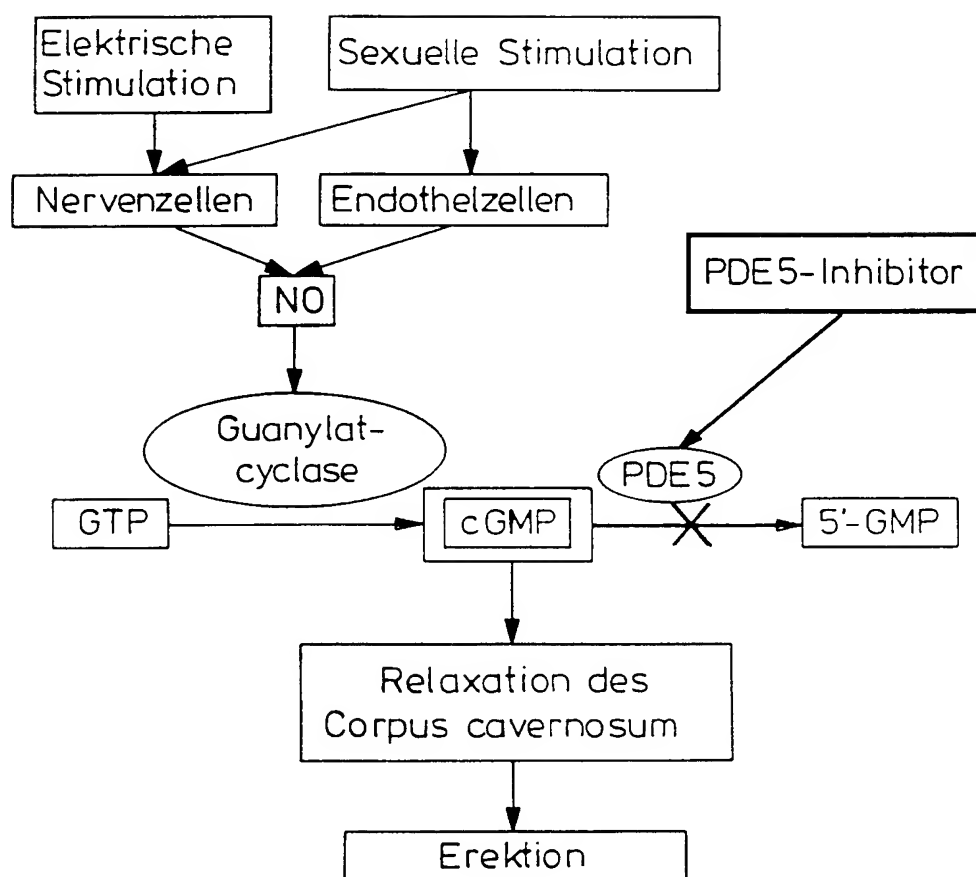 Elektrische
Stimulation
Sexuelle Stimulation
Nervenzellen
Endothelzellen
NO
PDE5-Inhibitor
Guanylat-
cyclase
PDE5
GTP
cGMP
5'-GMP
Relaxation des
Corpus cavernosum
Erektion